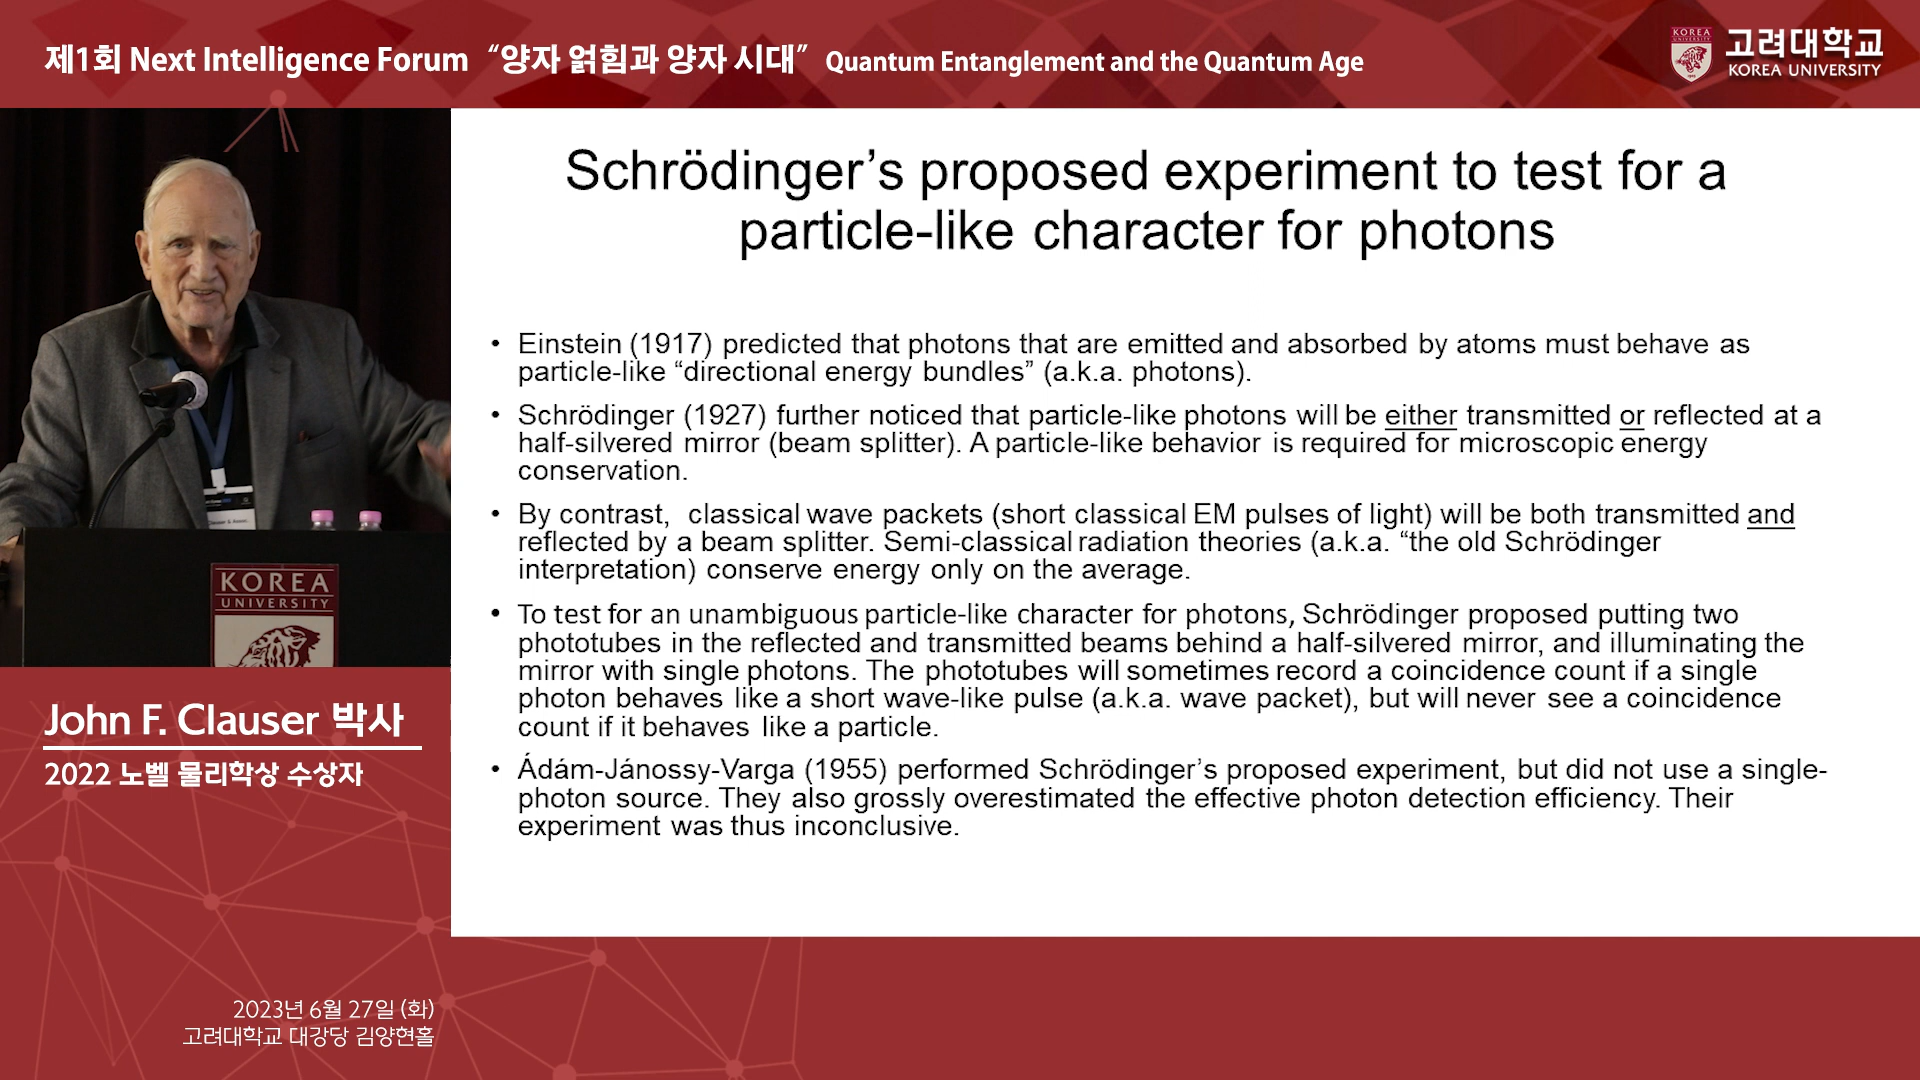 제1회 Next Intelligence Forum “양자 얽힘과 양자 시대” Quantum Entanglement and the Quantum Age
KOREA UNIVERSITY
고려대학교
KOREA UNIVERSITY
Schrödinger’s proposed experiment to test for a
particle-like character for photons
• Einstein (1917) predicted that photons that are emitted and absorbed by atoms must behave as
particle-like “directional energy bundles” (a.k.a. photons).
• Schrödinger (1927) further noticed that particle-like photons will be either transmitted or reflected at a
half-silvered mirror (beam splitter). A particle-like behavior is required for microscopic energy
conservation.
• By contrast, classical wave packets (short classical EM pulses of light) will be both transmitted and
reflected by a beam splitter. Semi-classical radiation theories (a.k.a. “the old Schrödinger
interpretation) conserve energy only on the average.
• To test for an unambiguous particle-like character for photons, Schrödinger proposed putting two
phototubes in the reflected and transmitted beams behind a half-silvered mirror, and illuminating the
mirror with single photons. The phototubes will sometimes record a coincidence count if a single
photon behaves like a short wave-like pulse (a.k.a. wave packet), but will never see a coincidence
count if it behaves like a particle.
• Ádám-Jánossy-Varga (1955) performed Schrödinger’s proposed experiment, but did not use a single-
photon source. They also grossly overestimated the effective photon detection efficiency. Their
experiment was thus inconclusive.
KOREA
UNIVERSITY
John F. Clauser 박사
2022 노벨 물리학상 수상자
2023년 6월 27일 (화)
고려대학교 대강당 김양현홀